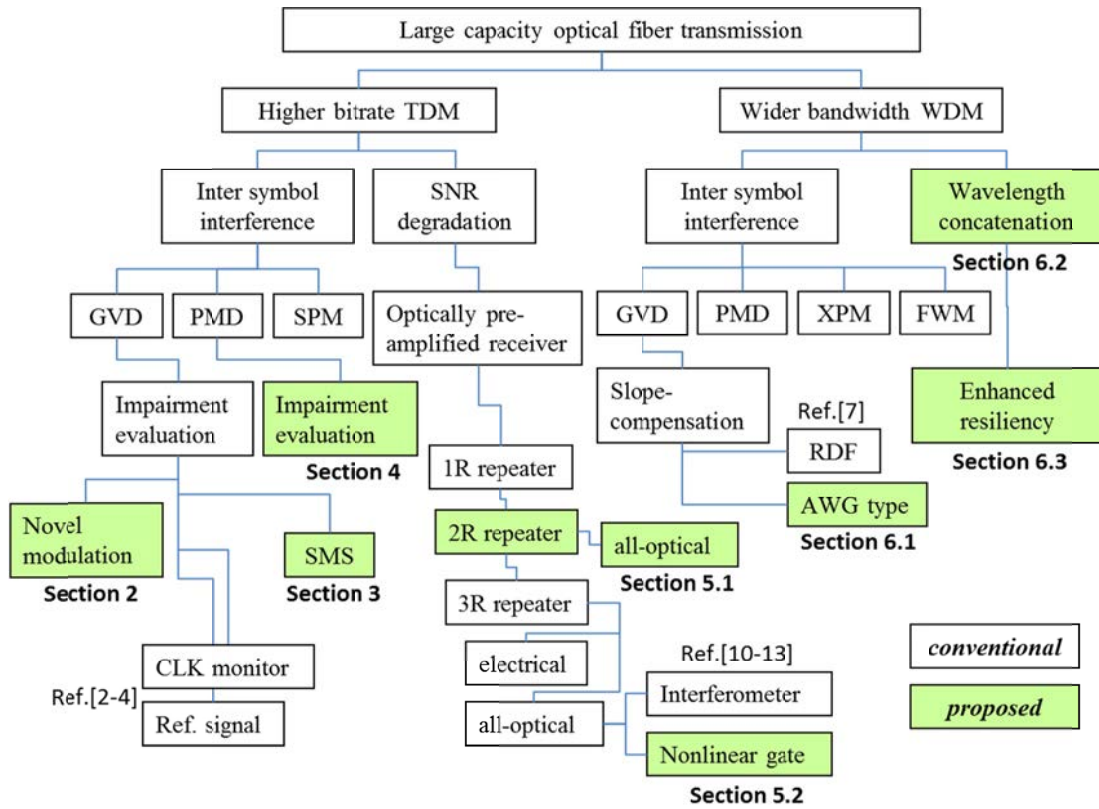 Large capacity optical fiber transmission
Higher bitrate TDM
Wider bandwidth WDM
Inter symbol
interference
SNR
degradation
Inter symbol
interference
Wavelength
concatenation
Section 6.2
GVD
PMD
SPM
Optically pre-
amplified receiver
GVD
PMD
XPM
FWM
Impairment
evaluation
Impairment
evaluation
Section 4
Slope-
compensation
Ref.[7]
RDF
Enhanced
resiliency
Section 6.3
1R repeater
AWG type
Section 6.1
Novel
modulation
Section 2
SMS
Section 3
2R repeater
all-optical
Section 5.1
3R repeater
CLK monitor
Ref.[2-4]
Ref. signal
electrical
all-optical
Ref.[10-13]
Interferometer
Nonlinear gate
Section 5.2
conventional
proposed